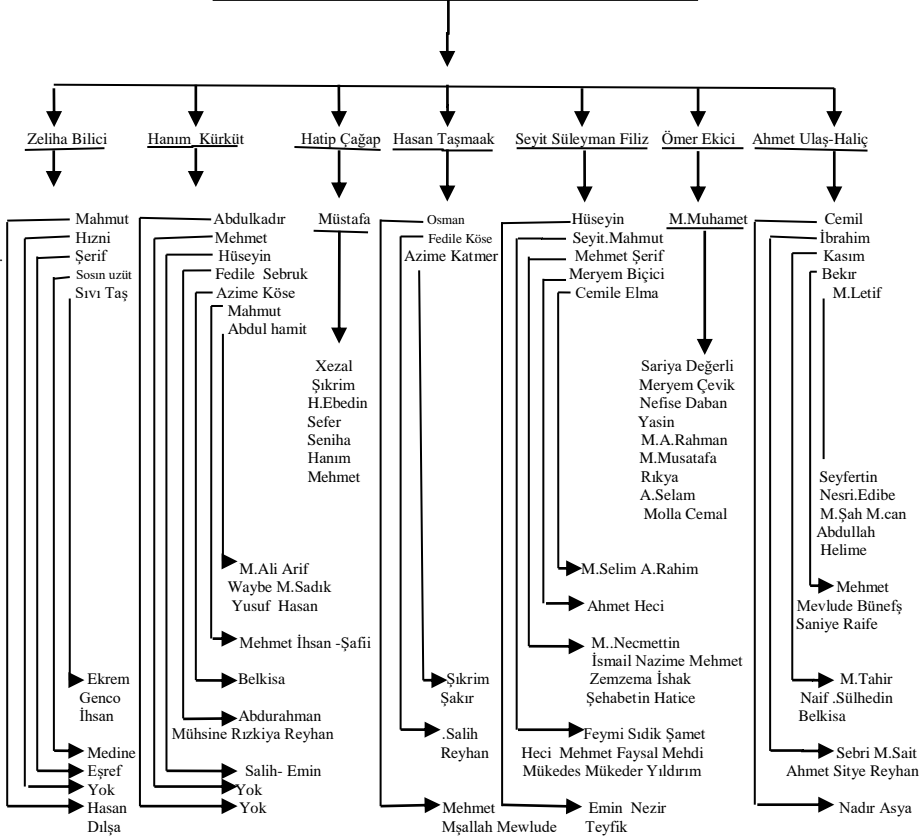 Zeliha Bilici
Hanım Kürküt
Hatip Çağap
Hasan Taşmaak
Seyit Süleyman Filiz
Ömer Ekici
Ahmet Ulaş-Haliç
Mahmut
Hızni
Şerif
Sosın uzüt
Sıvı Taş
Ekrem
Genco
İhsan
Medine
Eşref
Yok
Hasan
Dılşa
Abdulkadır
Mehmet
Hüseyin
Fedile Sebruk
Azime Köse
Mahmut
Abdul hamit
M.Ali Arif
Waybe M.Sadık
Yusuf Hasan
Mehmet İhsan -Şafii
Belkisa
Abdurahman
Mühsine Rızkiya Reyhan
Salih- Emin
Yok
Yok
Müstafa
Xezal
Şıkrim
H.Ebedin
Sefer
Seniha
Hanım
Mehmet
Osman
Fedile Köse
Azime Katmer
Şıkrim
Şakır
.Salih
Reyhan
Mehmet
Mşallah Mewlude
Hüseyin
Seyit.Mahmut
Mehmet Şerif
Meryem Biçici
Cemile Elma
M.Selim A.Rahim
Ahmet Heci
M..Necmettin
İsmail Nazime Mehmet
Zemzema İshak
Şehabetin Hatice
Feymi Sıdik Şamet
Heci Mehmet Faysal Mehdi
Mükedes Mükeder Yıldırım
Emin Nezir
Teyfik
M.Muhamet
Sariya Değerli
Meryem Çevik
Nefise Daban
Yasin
M.A.Rahman
M.Musatafa
Rıkya
A.Selam
Molla Cemal
Cemil
İbrahim
Kasım
Bekır
M.Letif
Seyfertin
Nesri.Edibe
M.Şah M.can
Abdullah
Helime
Mehmet
Mevlude Bünefş
Saniye Raife
M.Tahir
Naif .Sülhedin
Belkisa
Sebri M.Sait
Ahmet Sitye Reyhan
Nadır Asya